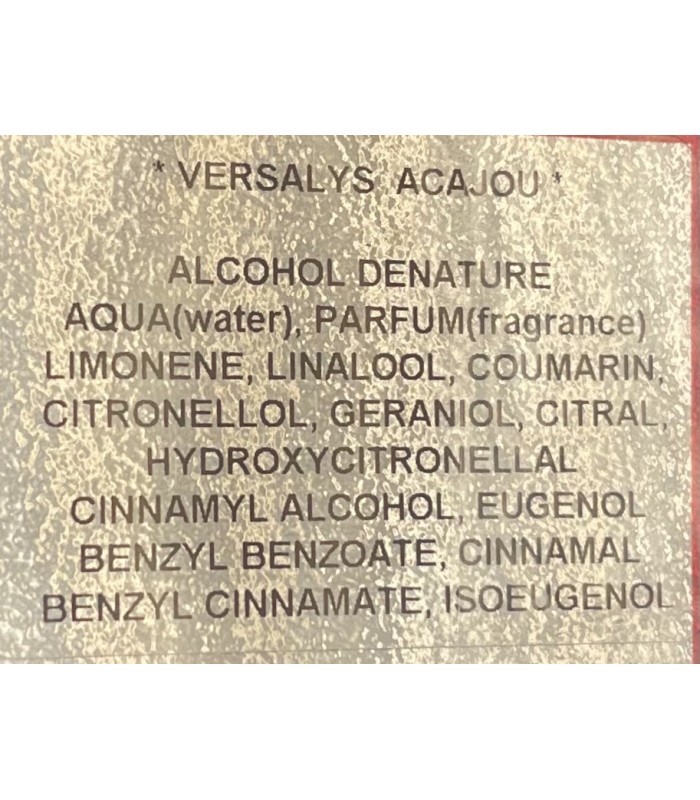 * VERSALYS ACAJOU *
ALCOHOL DENATURE
AQUA(water), PARFUM(fragrance)
LIMONENE, LINALOOL, COUMARIN,
CITRONELLOL, GERANIOL, CITRAL,
HYDROXYCITRONELLAL
CINNAMYL ALCOHOL, EUGENOL
BENZYL BENZOATE, CINNAMAL
BENZYL CINNAMATE, ISOEUGENOL